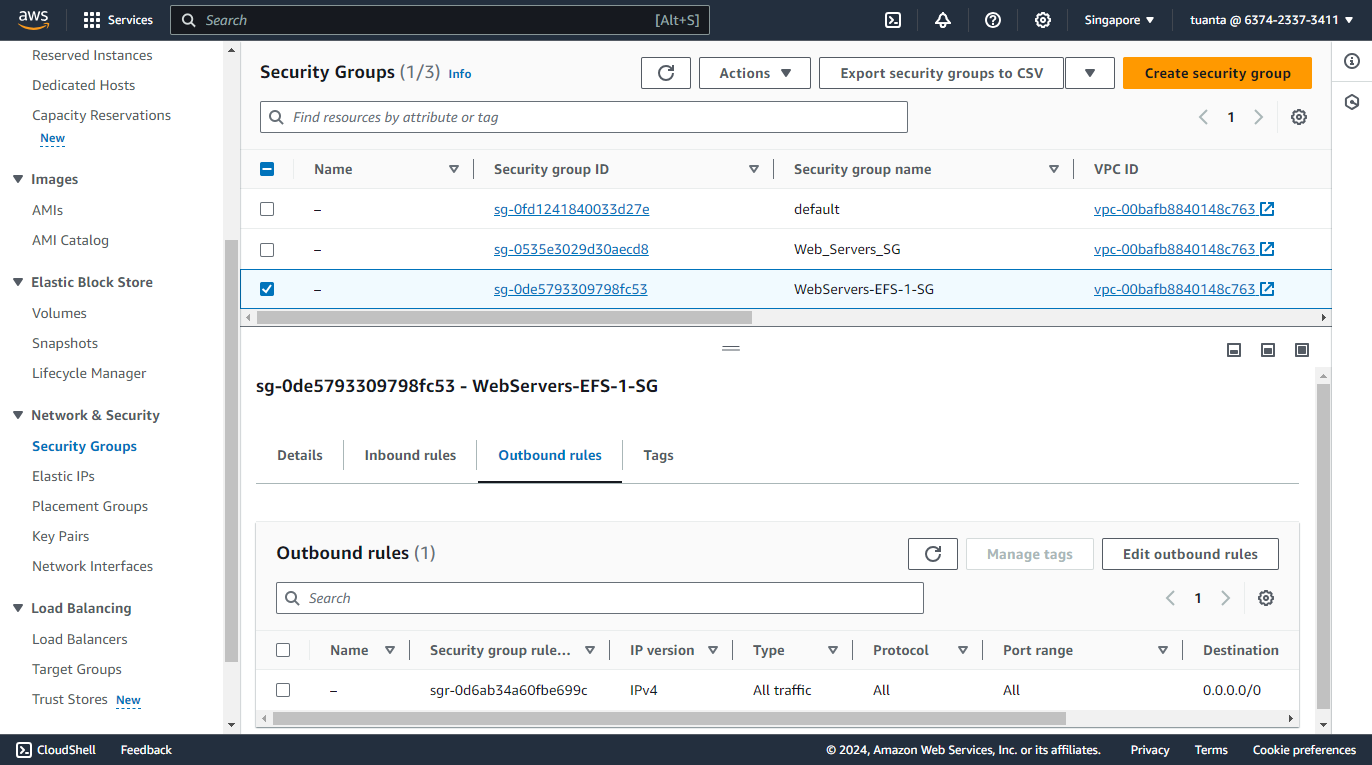 aws Services Search [Alt+S] Singapore tuanta @ 6374-2337-3411
Reserved Instances
Dedicated Hosts
Capacity Reservations
New
Images
AMIs
AMI Catalog
Elastic Block Store
Volumes
Snapshots
Lifecycle Manager
Network & Security
Security Groups
Elastic IPs
Placement Groups
Key Pairs
Network Interfaces
Load Balancing
Load Balancers
Target Groups
Trust Stores New
Security Groups (1/3) Info Actions Export security groups to CSV Create security group
Find resources by attribute or tag 1
Name Security group ID Security group name VPC ID
– sg-0fd1241840033d27e default vpc-00bafb8840148c763
– sg-0535e3029d30aecd8 Web_Servers_SG vpc-00bafb8840148c763
– sg-0de5793309798fc53 WebServers-EFS-1-SG vpc-00bafb8840148c763
sg-0de5793309798fc53 - WebServers-EFS-1-SG
Details Inbound rules Outbound rules Tags
Outbound rules (1) Manage tags Edit outbound rules
Search 1
Name Security group rule... IP version Type Protocol Port range Destination
– sgr-0d6ab34a60fbe699c IPv4 All traffic All All 0.0.0.0/0
CloudShell Feedback © 2024, Amazon Web Services, Inc. or its affiliates. Privacy Terms Cookie preferences